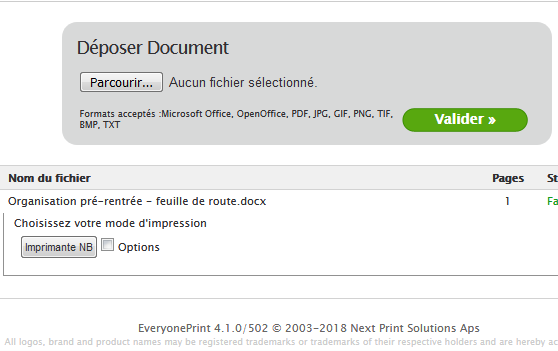 Déposer Document
Parcourir... Aucun fichier sélectionné.
Formats acceptés :Microsoft Office, OpenOffice, PDF, JPG, GIF, PNG, TIF,
BMP, TXT
Valider »
Nom du fichier Pages St
Organisation pré-rentrée - feuille de route.docx 1 Fa
Choisissez votre mode d'impression
Imprimante NB Options
EveryonePrint 4.1.0/502 © 2003-2018 Next Print Solutions Aps
All logos, brand and product names may be registered trademarks or trademarks of their respective holders and are hereby ac